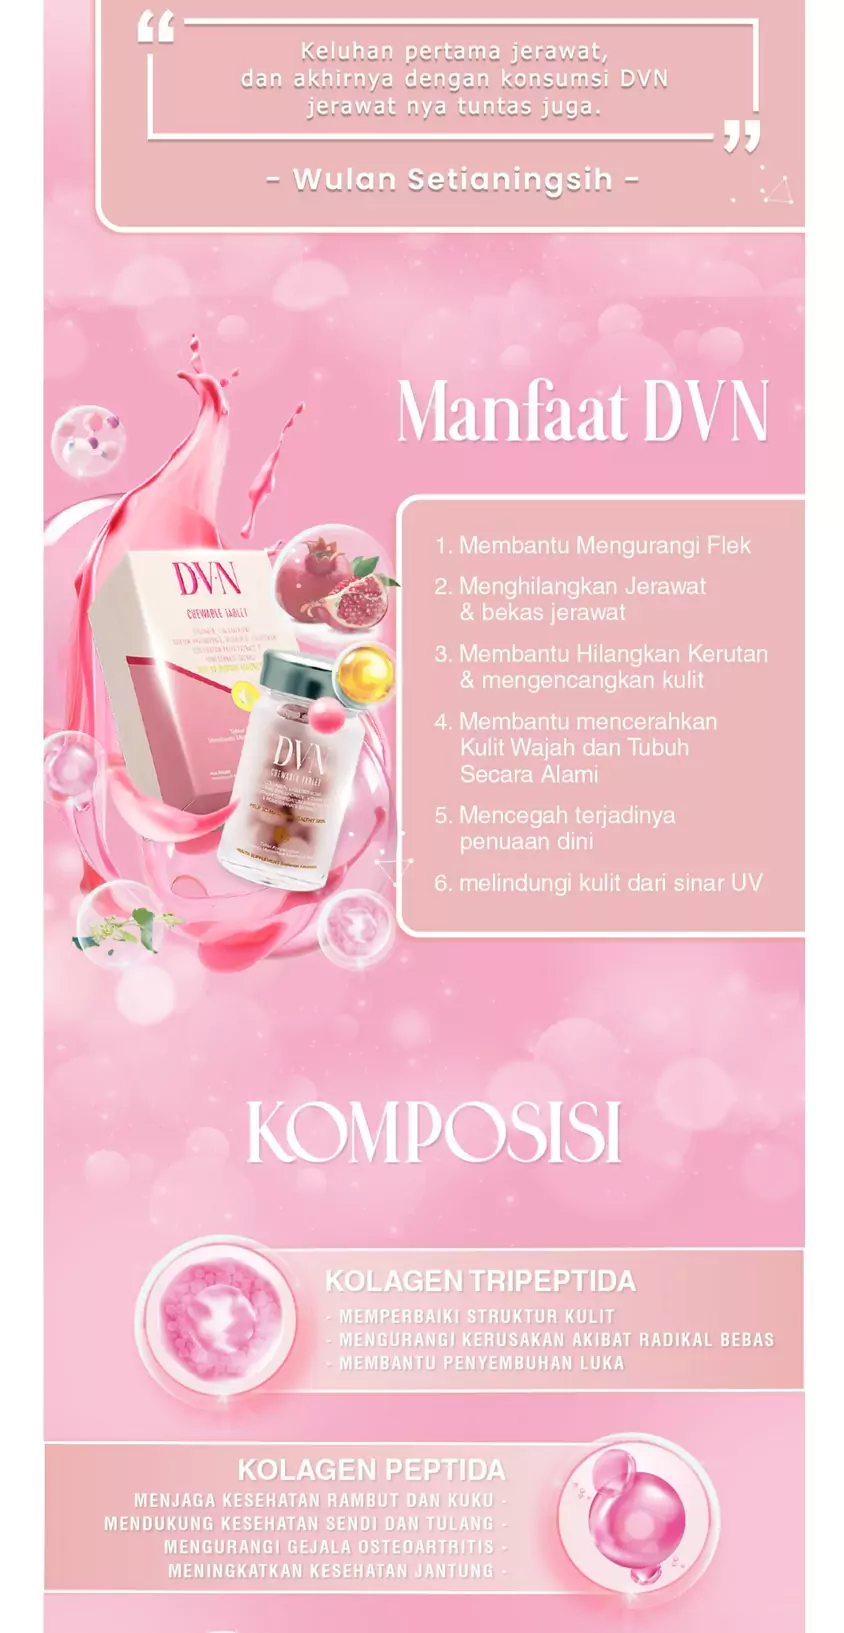 Keluhan pertama jerawat,
dan akhirnya dengan konsumsi DVN
jerawat nya tuntas juga.
- Wulan Setianingsih -
Manfaat DVN
1. Membantu Mengurangi Flek
2. Menghilangkan Jerawat
& bekas jerawat
3. Membantu Hilangkan Kerutan
& mengencangkan kulit
4. Membantu mencerahkan
Kulit Wajah dan Tubuh
Secara Alami
5. Mencegah terjadinya
penuaan dini
6. melindungi kulit dari sinar UV
DVN
CHEWABLE TABLET
DVN
CHEWABLE TABLET
KOMPOSISI
KOLAGEN TRIPEPTIDA
- MEMPERBAIKI STRUKTUR KULIT
- MENGURANGI KERUSAKAN AKIBAT RADIKAL BEBAS
- MEMBANTU PENYEMBUHAN LUKA
KOLAGEN PEPTIDA
MENJAGA KESEHATAN RAMBUT DAN KUKU -
MENDUKUNG KESEHATAN SENDI DAN TULANG -
MENGURANGI GEJALA OSTEOARTRITIS -
MENINGKATKAN KESEHATAN JANTUNG -